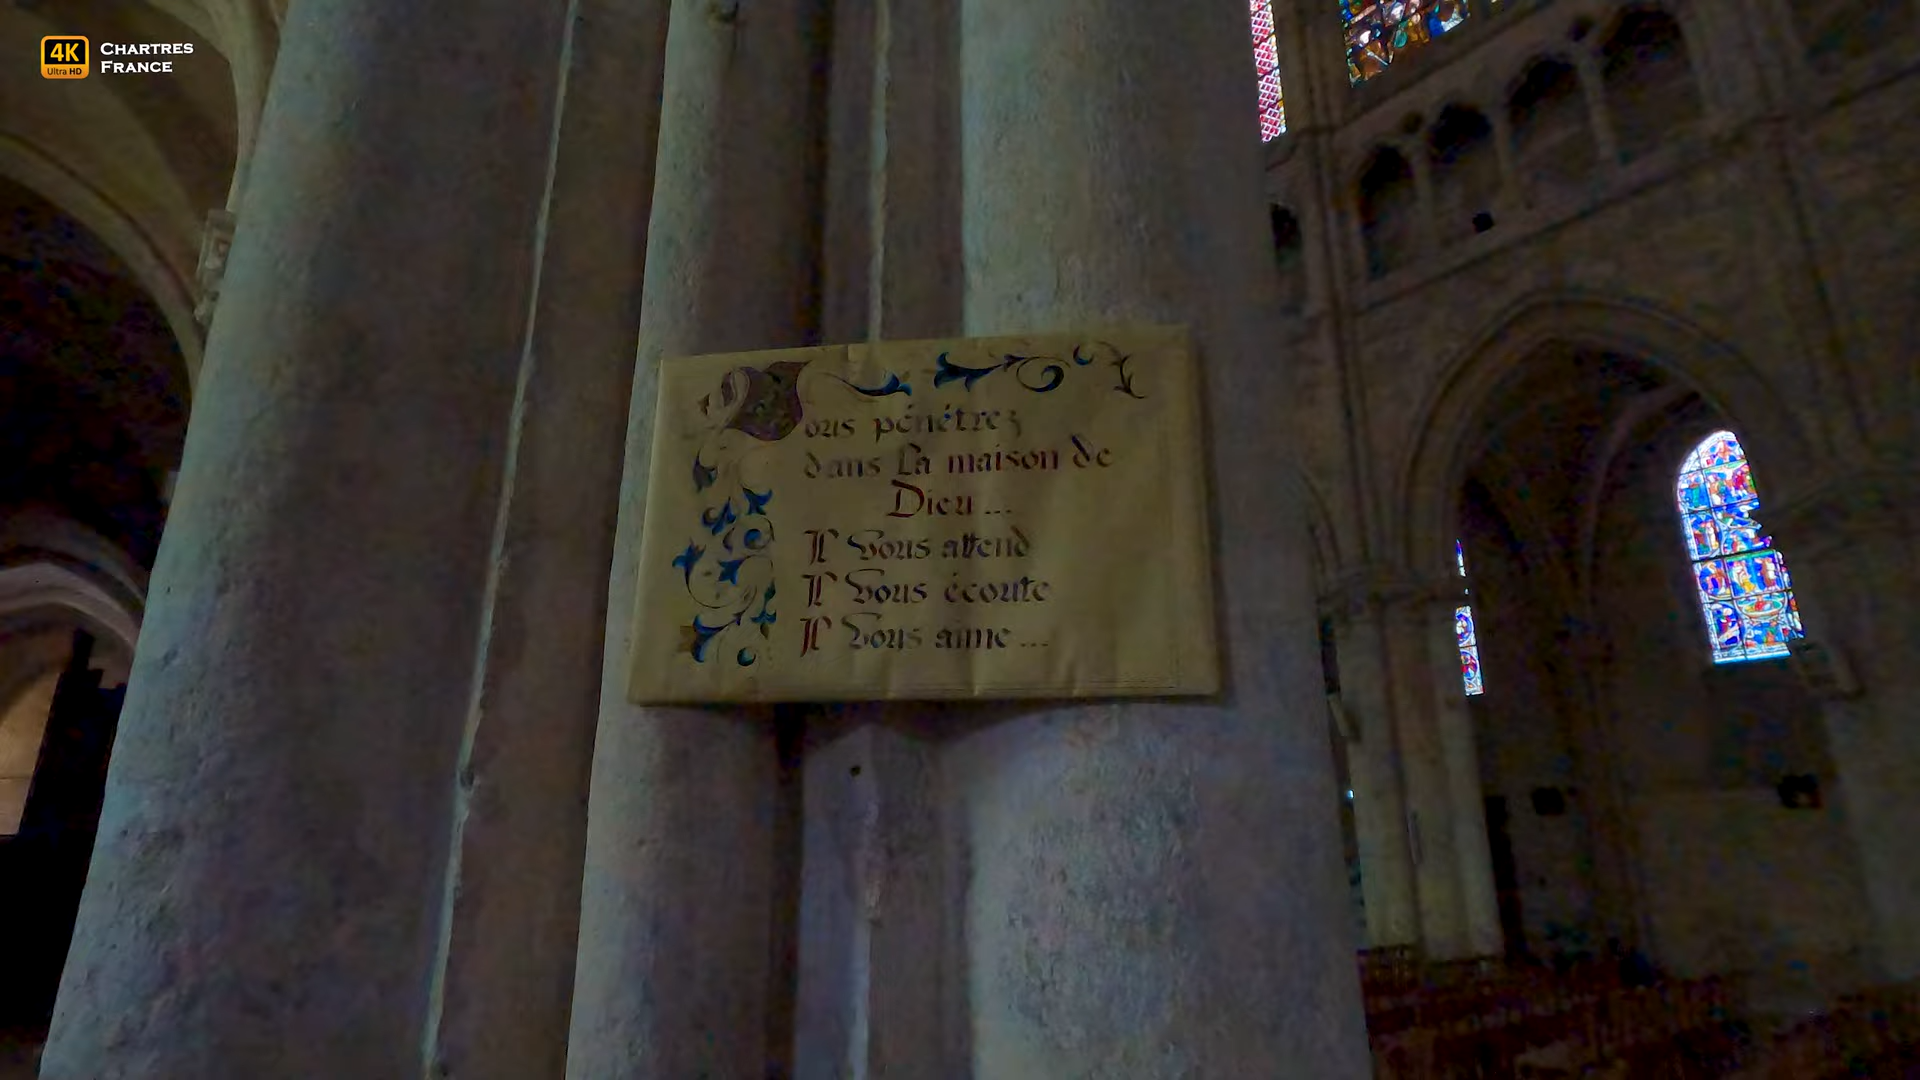 4K
Ultra HD
CHARTRES
FRANCE
Vous pénétrez
dans la maison de
Dieu ...
Il Vous attend
Il Vous écoute
Il Vous aime ...